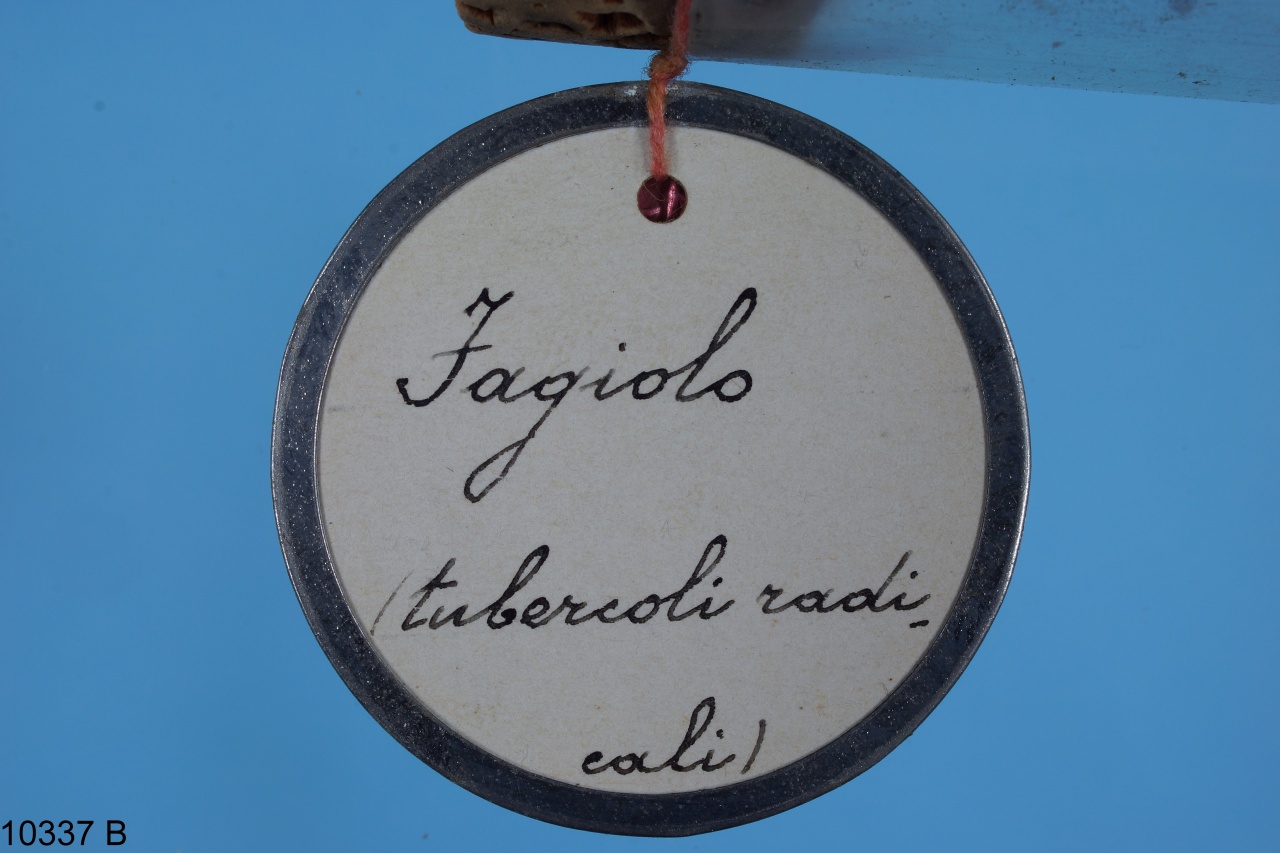 Fagiolo
(tubercoli radi-
cali)
10337 B